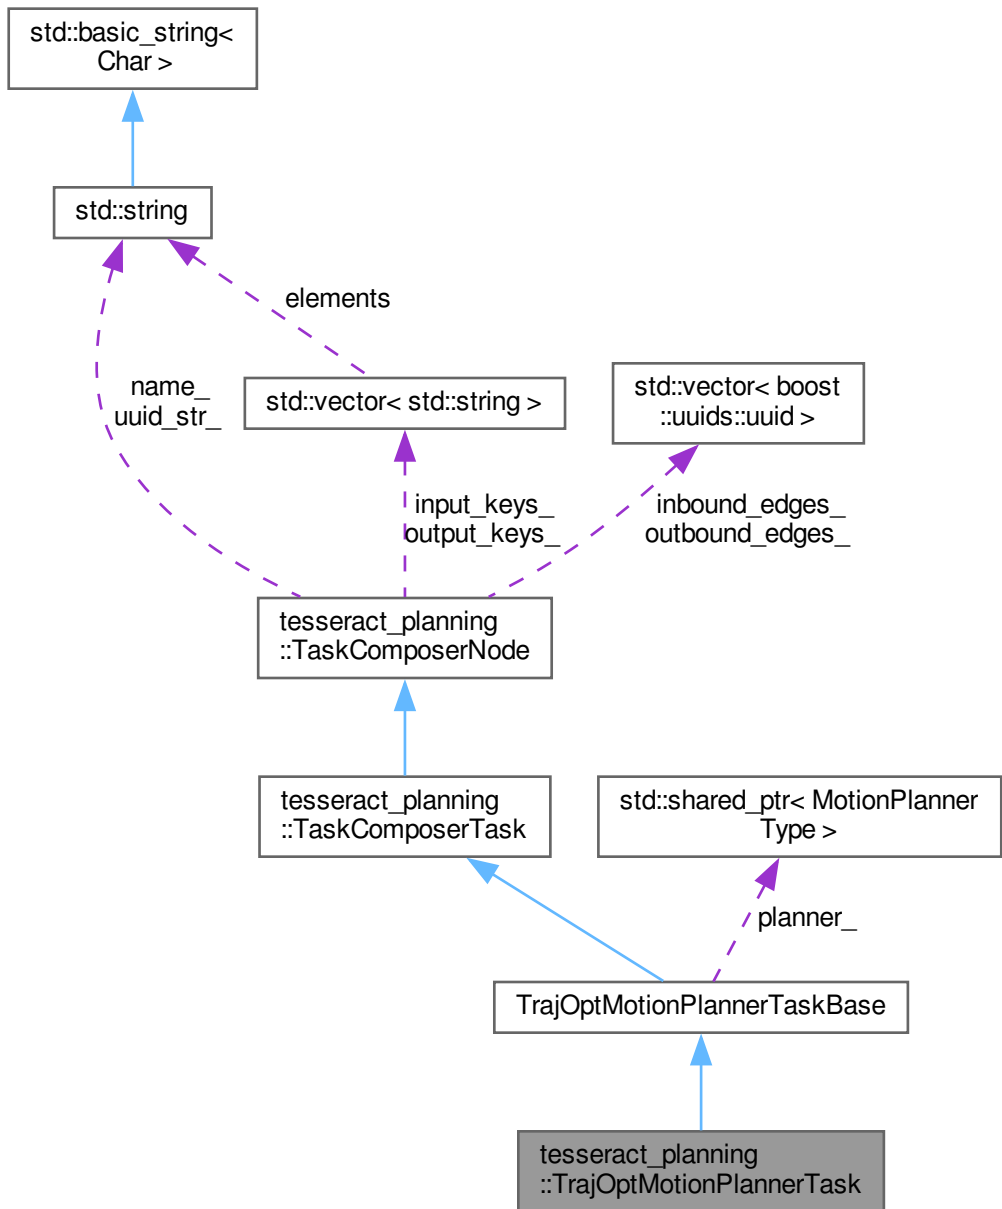 std::basic_string<
Char >
std::string
elements
name_
uuid_str_
std::vector< std::string >
std::vector< boost
::uuids::uuid >
input_keys_
output_keys_
inbound_edges_
outbound_edges_
tesseract_planning
::TaskComposerNode
tesseract_planning
::TaskComposerTask
std::shared_ptr< MotionPlanner
Type >
planner_
TrajOptMotionPlannerTaskBase
tesseract_planning
::TrajOptMotionPlannerTask